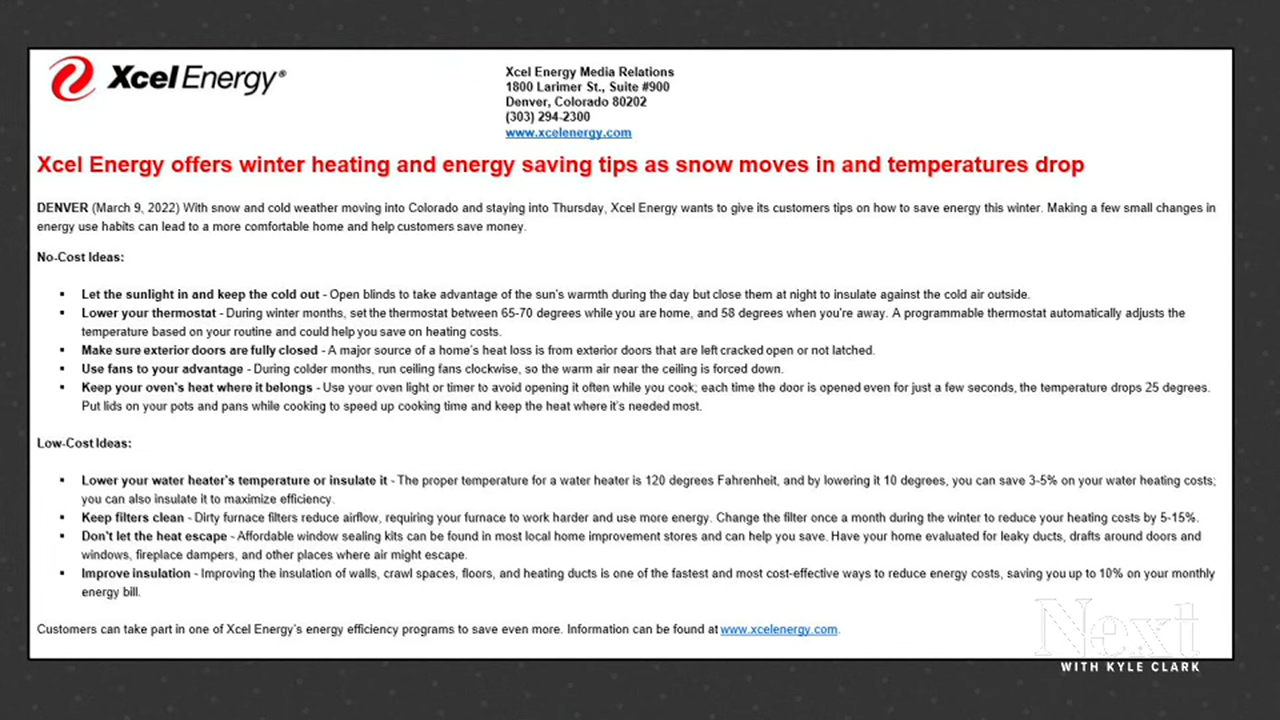 Xcel Energy®
Xcel Energy Media Relations
1800 Larimer St., Suite #900
Denver, Colorado 80202
(303) 294-2300
www.xcelenergy.com
Xcel Energy offers winter heating and energy saving tips as snow moves in and temperatures drop
DENVER (March 9, 2022) With snow and cold weather moving into Colorado and staying into Thursday, Xcel Energy wants to give its customers tips on how to save energy this winter. Making a few small changes in
energy use habits can lead to a more comfortable home and help customers save money.
No-Cost Ideas:
▪ Let the sunlight in and keep the cold out - Open blinds to take advantage of the sun's warmth during the day but close them at night to insulate against the cold air outside.
▪ Lower your thermostat - During winter months, set the thermostat between 65-70 degrees while you are home, and 58 degrees when you're away. A programmable thermostat automatically adjusts the
temperature based on your routine and could help you save on heating costs.
▪ Make sure exterior doors are fully closed - A major source of a home's heat loss is from exterior doors that are left cracked open or not latched.
▪ Use fans to your advantage - During colder months, run ceiling fans clockwise, so the warm air near the ceiling is forced down.
▪ Keep your oven's heat where it belongs - Use your oven light or timer to avoid opening it often while you cook; each time the door is opened even for just a few seconds, the temperature drops 25 degrees.
Put lids on your pots and pans while cooking to speed up cooking time and keep the heat where it's needed most.
Low-Cost Ideas:
▪ Lower your water heater's temperature or insulate it - The proper temperature for a water heater is 120 degrees Fahrenheit, and by lowering it 10 degrees, you can save 3-5% on your water heating costs;
you can also insulate it to maximize efficiency.
▪ Keep filters clean - Dirty furnace filters reduce airflow, requiring your furnace to work harder and use more energy. Change the filter once a month during the winter to reduce your heating costs by 5-15%.
▪ Don't let the heat escape - Affordable window sealing kits can be found in most local home improvement stores and can help you save. Have your home evaluated for leaky ducts, drafts around doors and
windows, fireplace dampers, and other places where air might escape.
▪ Improve insulation - Improving the insulation of walls, crawl spaces, floors, and heating ducts is one of the fastest and most cost-effective ways to reduce energy costs, saving you up to 10% on your monthly
energy bill.
Customers can take part in one of Xcel Energy's energy efficiency programs to save even more. Information can be found at www.xcelenergy.com.
Next
WITH KYLE CLARK